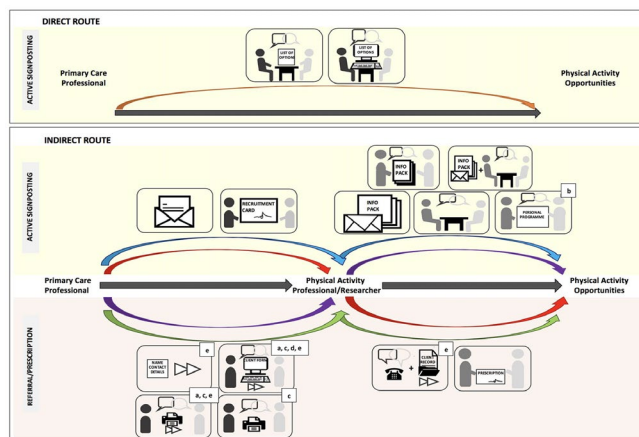 DIRECT ROUTE
ACTIVE SIGNPOSTING
LIST OF
OPTIONS
LIST OF
OPTIONS
Primary Care
Professional
Physical Activity
Opportunities
INDIRECT ROUTE
ACTIVE SIGNPOSTING
INFO
PACK
INFO
PACK
+
RECRUITMENT
CARD
INFO
PACK
PERSONAL
PROGRAMME
b
Primary Care
Professional
Physical Activity
Professional/Researcher
Physical Activity
Opportunities
REFERRAL/PRESCRIPTION
NAME
CONTACT
DETAILS
e
CLIENT FORM
a, c, d, e
a, c, e
c
+
CLIENT
RECORD
e
PRESCRIPTION